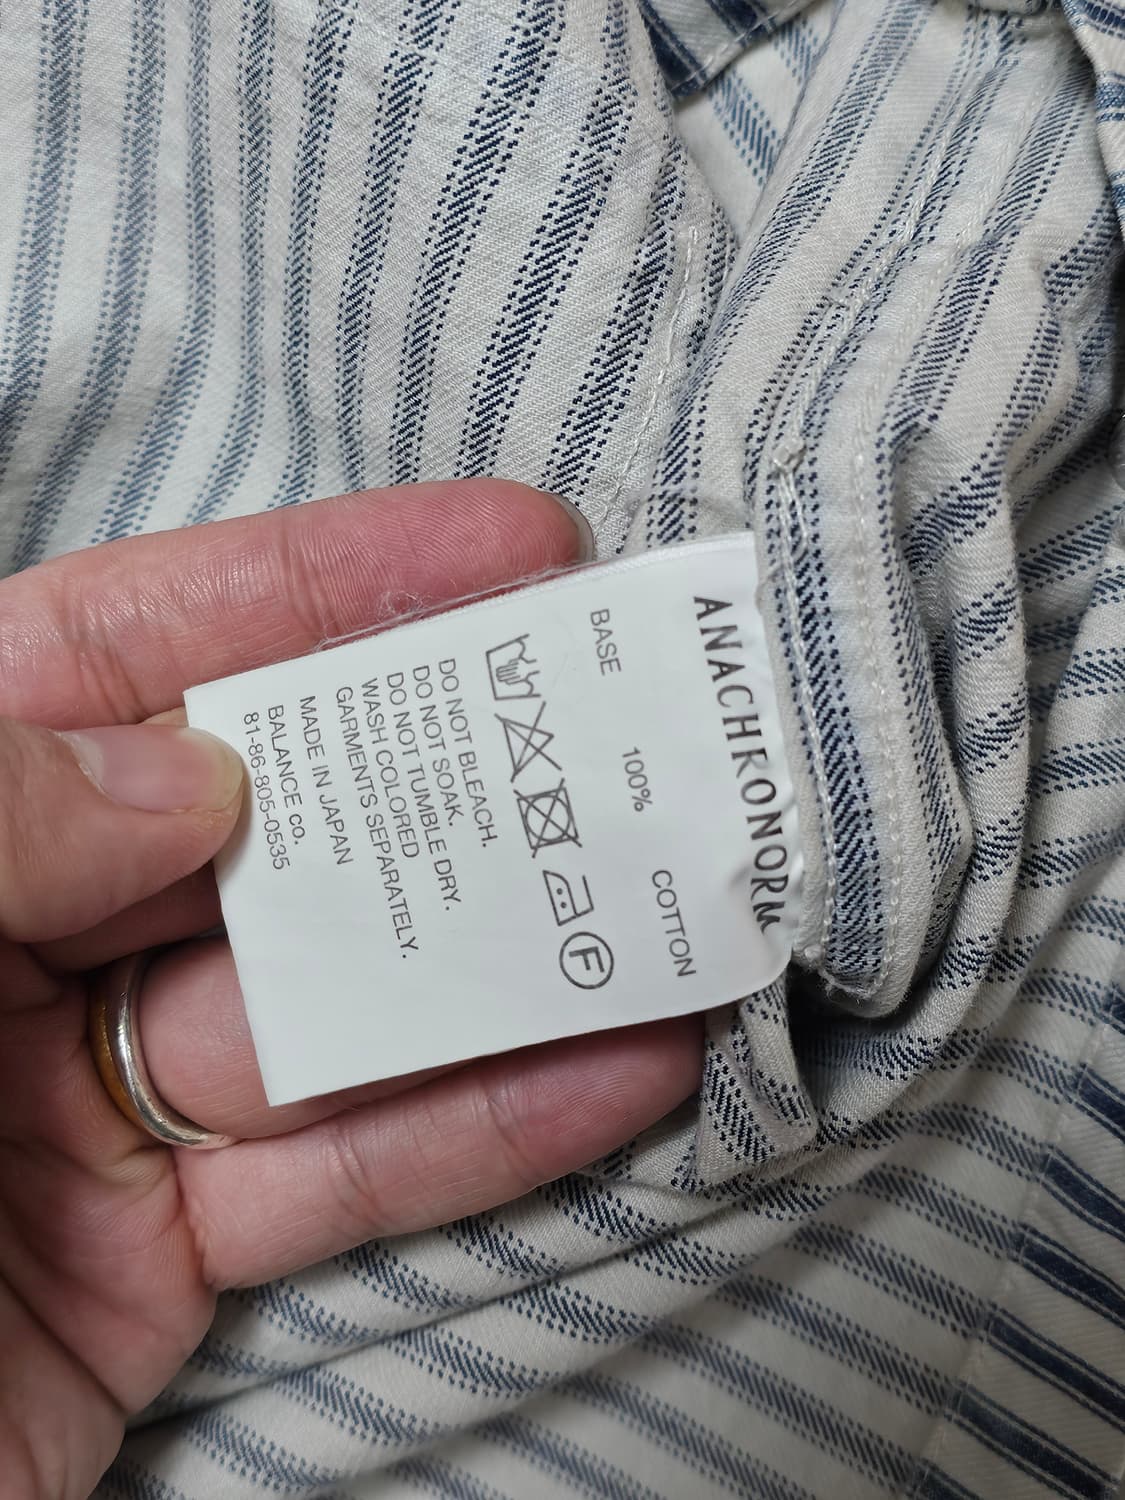 ANACHRONORM
BASE 100% COTTON
F
DO NOT BLEACH.
DO NOT SOAK.
DO NOT TUMBLE DRY.
WASH COLORED
GARMENTS SEPARATELY.
MADE IN JAPAN
BALANCE co.
81-86-805-0535